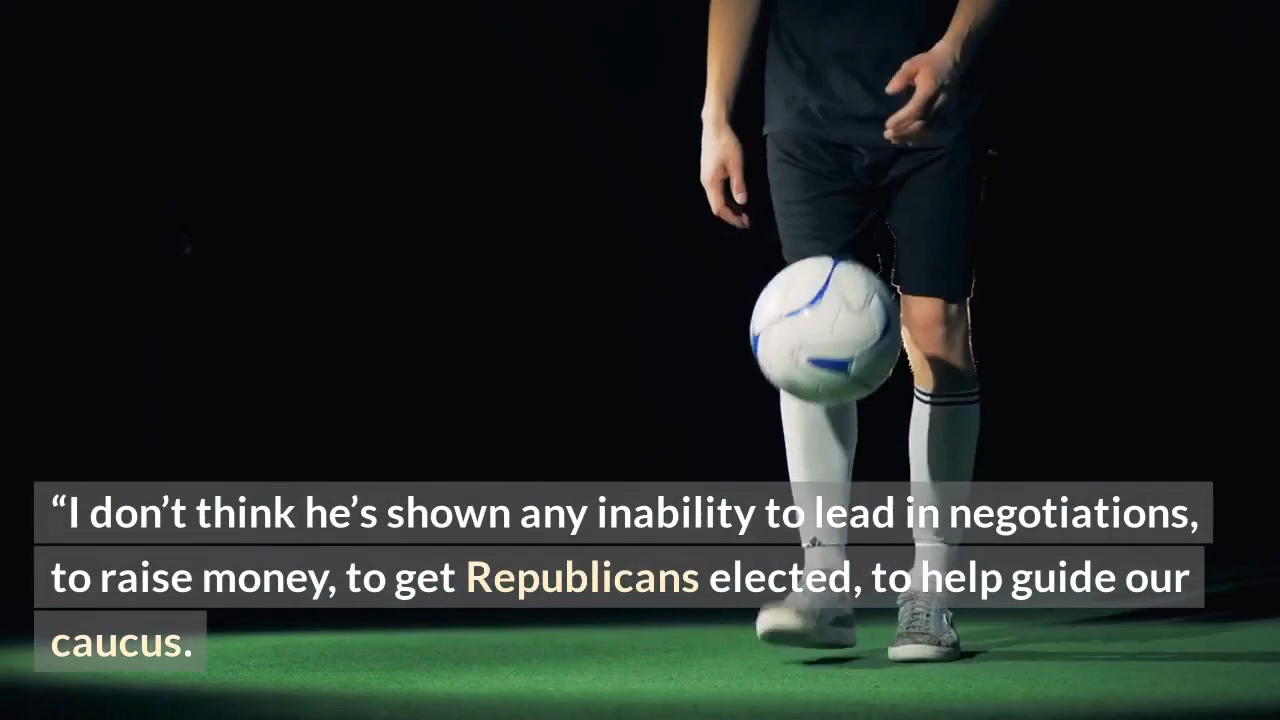 “I don’t think he’s shown any inability to lead in negotiations,
to raise money, to get Republicans elected, to help guide our
caucus.